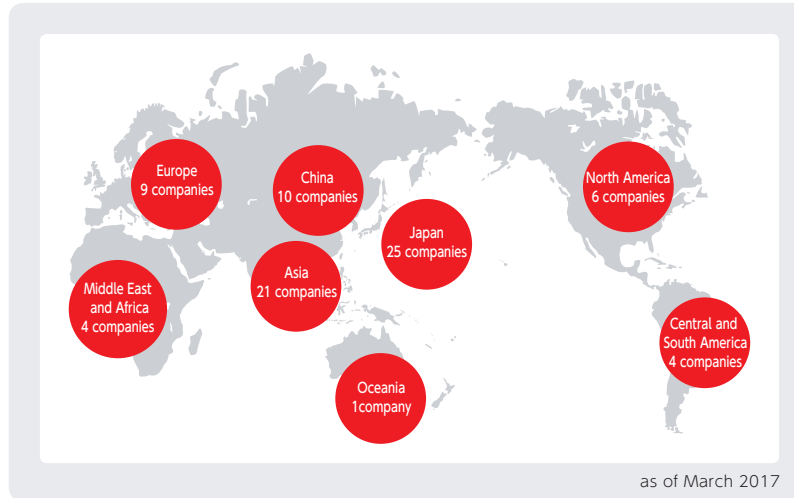 Europe
9 companies
China
10 companies
North America
6 companies
Japan
25 companies
Asia
21 companies
Middle East
and Africa
4 companies
Central and
South America
4 companies
Oceania
1company
as of March 2017